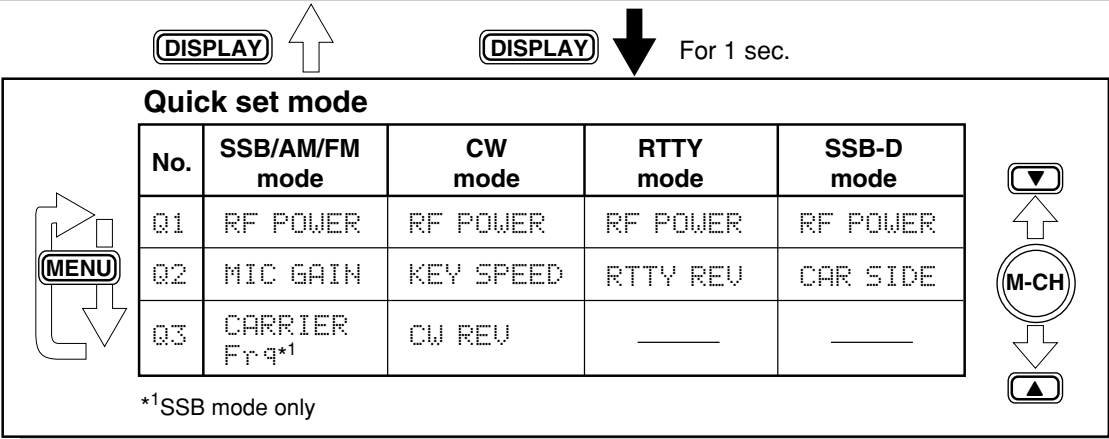 DISPLAY DISPLAY For 1 sec.
Quick set mode
No. SSB/AM/FM mode CW mode RTTY mode SSB-D mode
Q1 RF POWER RF POWER RF POWER RF POWER
MENU
Q2 MIC GAIN KEY SPEED RTTY REV CAR SIDE
M-CH
Q3 CARRIER Frq*1 CW REV
*1SSB mode only